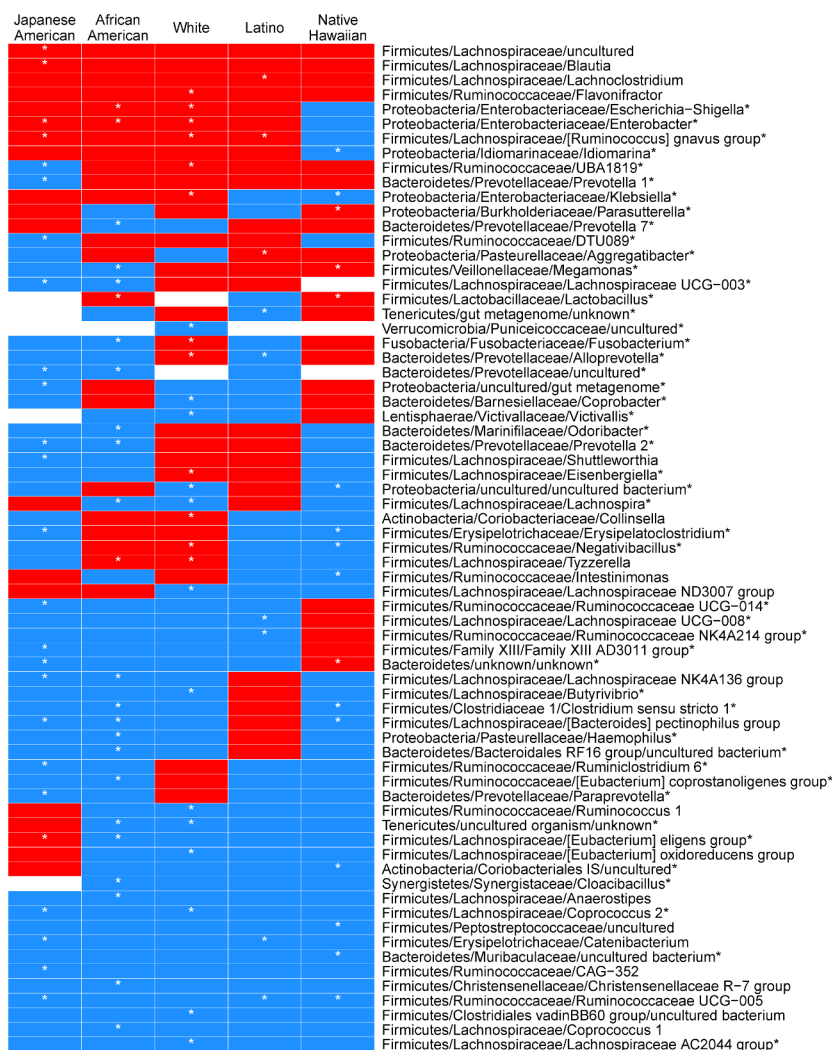 Japanese American
African American
White
Latino
Native Hawaiian
* Firmicutes/Lachnospiraceae/uncultured
* Firmicutes/Lachnospiraceae/Blautia
* Firmicutes/Lachnospiraceae/Lachnoclostridium
* Firmicutes/Ruminococcaceae/Flavonifractor
* * Proteobacteria/Enterobacteriaceae/Escherichia−Shigella*
* * * Proteobacteria/Enterobacteriaceae/Enterobacter*
* * * Firmicutes/Lachnospiraceae/[Ruminococcus] gnavus group*
* Proteobacteria/Idiomarinaceae/Idiomarina*
* * Firmicutes/Ruminococcaceae/UBA1819*
* Bacteroidetes/Prevotellaceae/Prevotella 1*
* * Proteobacteria/Enterobacteriaceae/Klebsiella*
* Proteobacteria/Burkholderiaceae/Parasutterella*
* Bacteroidetes/Prevotellaceae/Prevotella 7*
* Firmicutes/Ruminococcaceae/DTU089*
* Proteobacteria/Pasteurellaceae/Aggregatibacter*
* * Firmicutes/Veillonellaceae/Megamonas*
* * Firmicutes/Lachnospiraceae/Lachnospiraceae UCG−003*
* * Firmicutes/Lactobacillaceae/Lactobacillus*
* Tenericutes/gut metagenome/unknown*
* Verrucomicrobia/Puniceicoccaceae/uncultured*
* * Fusobacteria/Fusobacteriaceae/Fusobacterium*
* * Bacteroidetes/Prevotellaceae/Alloprevotella*
* * Bacteroidetes/Prevotellaceae/uncultured*
* Proteobacteria/uncultured/gut metagenome*
* Bacteroidetes/Barnesiellaceae/Coprobacter*
* Lentisphaerae/Victivallaceae/Victivallis*
* Bacteroidetes/Marinifilaceae/Odoribacter*
* * Bacteroidetes/Prevotellaceae/Prevotella 2*
* Firmicutes/Lachnospiraceae/Shuttleworthia
* Firmicutes/Lachnospiraceae/Eisenbergiella*
* * Proteobacteria/uncultured/uncultured bacterium*
* * Firmicutes/Lachnospiraceae/Lachnospira*
* Actinobacteria/Coriobacteriaceae/Collinsella
* * Firmicutes/Erysipelotrichaceae/Erysipelatoclostridium*
* * Firmicutes/Ruminococcaceae/Negativibacillus*
* * Firmicutes/Lachnospiraceae/Tyzzerella
* Firmicutes/Ruminococcaceae/Intestinimonas
* Firmicutes/Lachnospiraceae/Lachnospiraceae ND3007 group
* Firmicutes/Ruminococcaceae/Ruminococcaceae UCG−014*
* Firmicutes/Lachnospiraceae/Lachnospiraceae UCG−008*
* Firmicutes/Ruminococcaceae/Ruminococcaceae NK4A214 group*
* Firmicutes/Family XIII/Family XIII AD3011 group*
* * Bacteroidetes/unknown/unknown*
* * Firmicutes/Lachnospiraceae/Lachnospiraceae NK4A136 group
* Firmicutes/Lachnospiraceae/Butyrivibrio*
* * Firmicutes/Clostridiaceae 1/Clostridium sensu stricto 1*
* * * Firmicutes/Lachnospiraceae/[Bacteroides] pectinophilus group
* Proteobacteria/Pasteurellaceae/Haemophilus*
* Bacteroidetes/Bacteroidales RF16 group/uncultured bacterium*
* Firmicutes/Ruminococcaceae/Ruminiclostridium 6*
* Firmicutes/Ruminococcaceae/[Eubacterium] coprostanoligenes group*
* Bacteroidetes/Prevotellaceae/Paraprevotella*
* Firmicutes/Ruminococcaceae/Ruminococcus 1
* * Tenericutes/uncultured organism/unknown*
* * Firmicutes/Lachnospiraceae/[Eubacterium] eligens group*
* Firmicutes/Lachnospiraceae/[Eubacterium] oxidoreducens group
* Actinobacteria/Coriobacteriales IS/uncultured*
* Synergistetes/Synergistaceae/Cloacibacillus*
* Firmicutes/Lachnospiraceae/Anaerostipes
* * Firmicutes/Lachnospiraceae/Coprococcus 2*
* Firmicutes/Peptostreptococcaceae/uncultured
* * Firmicutes/Erysipelotrichaceae/Catenibacterium
* Bacteroidetes/Muribaculaceae/uncultured bacterium*
* Firmicutes/Ruminococcaceae/CAG−352
* Firmicutes/Christensenellaceae/Christensenellaceae R−7 group
* * * Firmicutes/Ruminococcaceae/Ruminococcaceae UCG−005
* Firmicutes/Clostridiales vadinBB60 group/uncultured bacterium
* Firmicutes/Lachnospiraceae/Coprococcus 1
* Firmicutes/Lachnospiraceae/Lachnospiraceae AC2044 group*